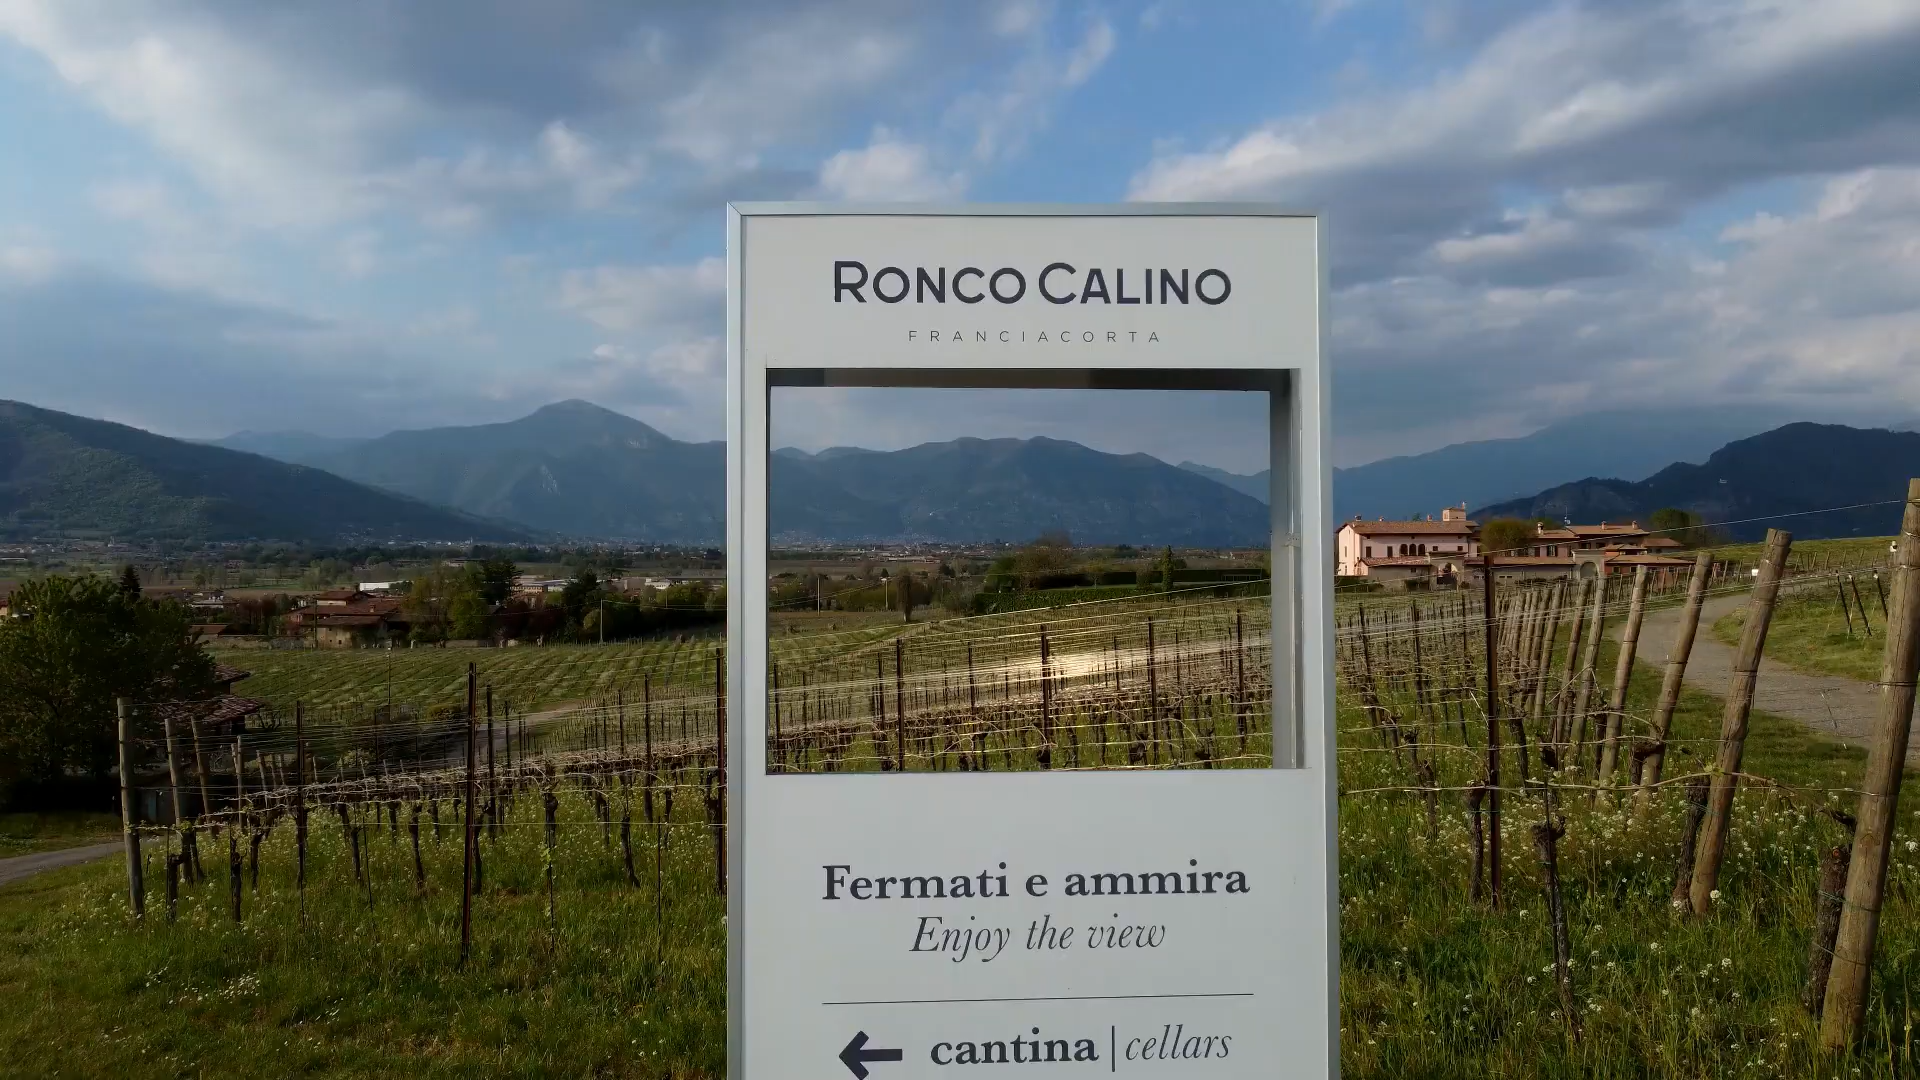 RONCO CALINO
FRANCIACORTA
Fermati e ammira
Enjoy the view
cantina | cellars